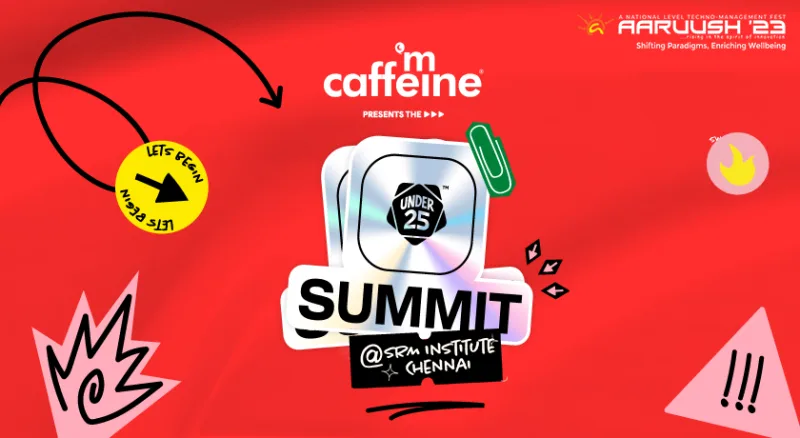 A NATIONAL LEVEL TECHNO-MANAGEMENT FEST
AARUUSH '23
....rising in the spirit of innovation
Shifting Paradigms, Enriching Wellbeing
'm
caffeine®
PRESENTS THE
LETS BEGIN
LETS BEGIN
UNDER
25
™
SUMMIT
@SRM INSTITUTE
CHENNAI
!!!